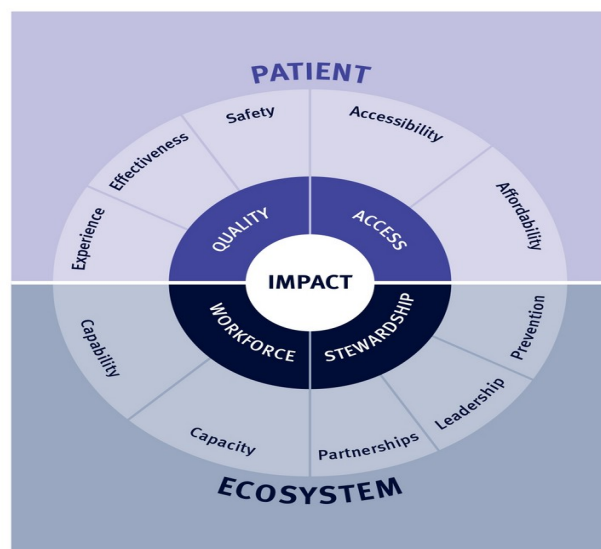 PATIENT
Safety
Accessibility
Effectiveness
Affordability
Experience
QUALITY
ACCESS
IMPACT
WORKFORCE
STEWARDSHIP
Capability
Prevention
Capacity
Partnerships
Leadership
ECOSYSTEM